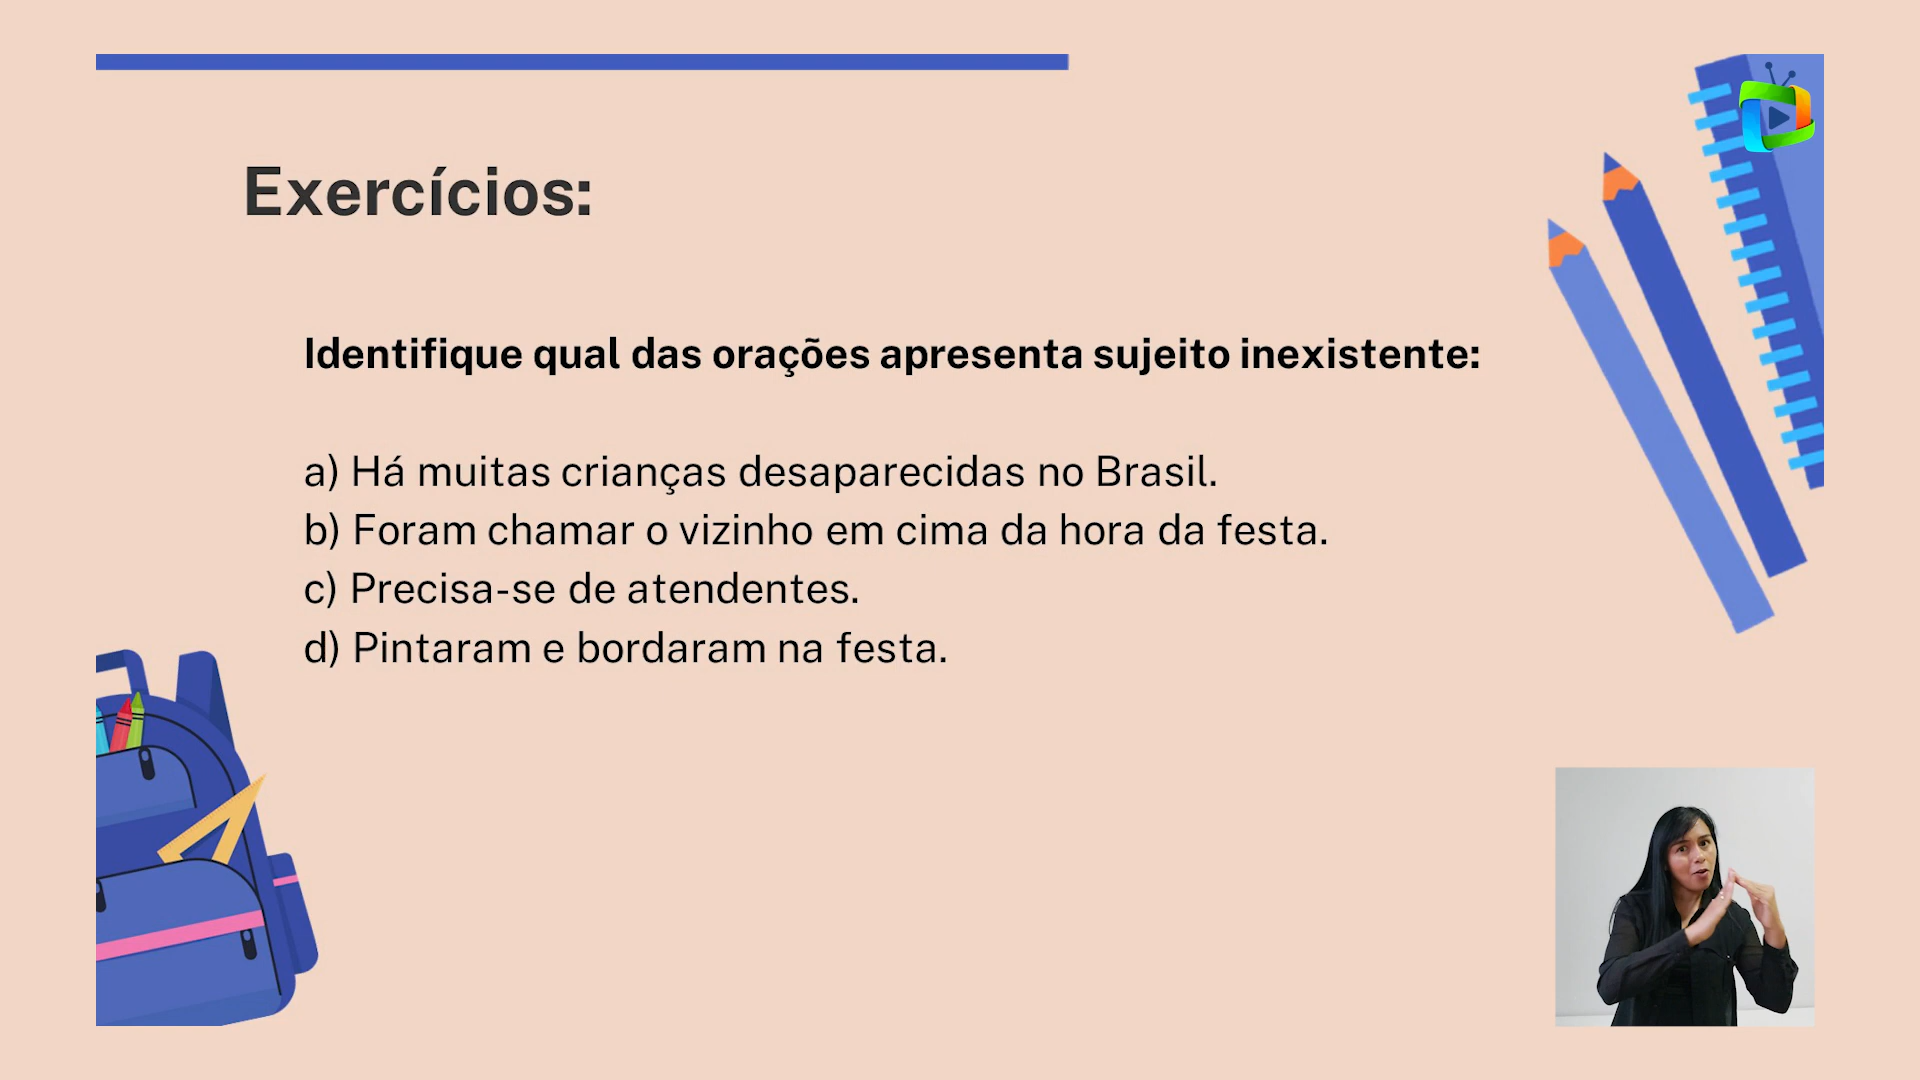 Exercícios:
Identifique qual das orações apresenta sujeito inexistente:
a) Há muitas crianças desaparecidas no Brasil.
b) Foram chamar o vizinho em cima da hora da festa.
c) Precisa-se de atendentes.
d) Pintaram e bordaram na festa.